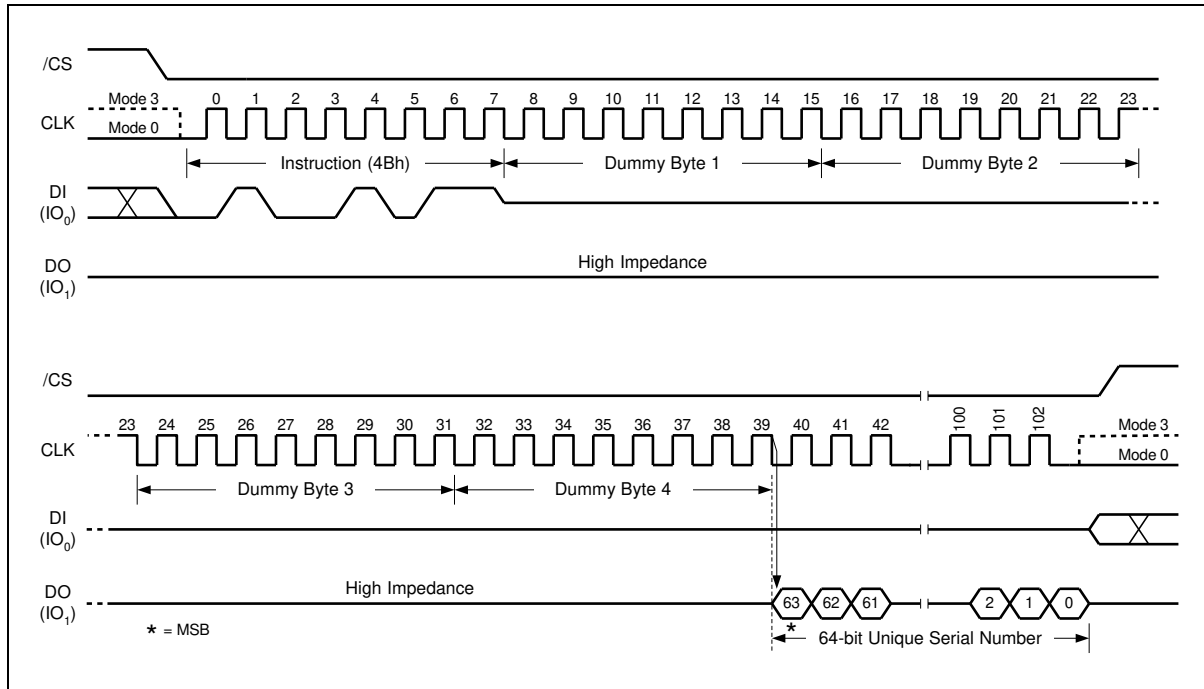 /CS
Mode 3 0 1 2 3 4 5 6 7 8 9 10 11 12 13 14 15 16 17 18 19 20 21 22 23
CLK Mode 0
Instruction (4Bh) Dummy Byte 1 Dummy Byte 2
DI
(IO0)
High Impedance
DO
(IO1)
/CS
23 24 25 26 27 28 29 30 31 32 33 34 35 36 37 38 39 40 41 42 100 101 102 Mode 3
CLK Mode 0
Dummy Byte 3 Dummy Byte 4
DI
(IO0)
High Impedance
DO
(IO1) 63 62 61 2 1 0
* = MSB * 64-bit Unique Serial Number